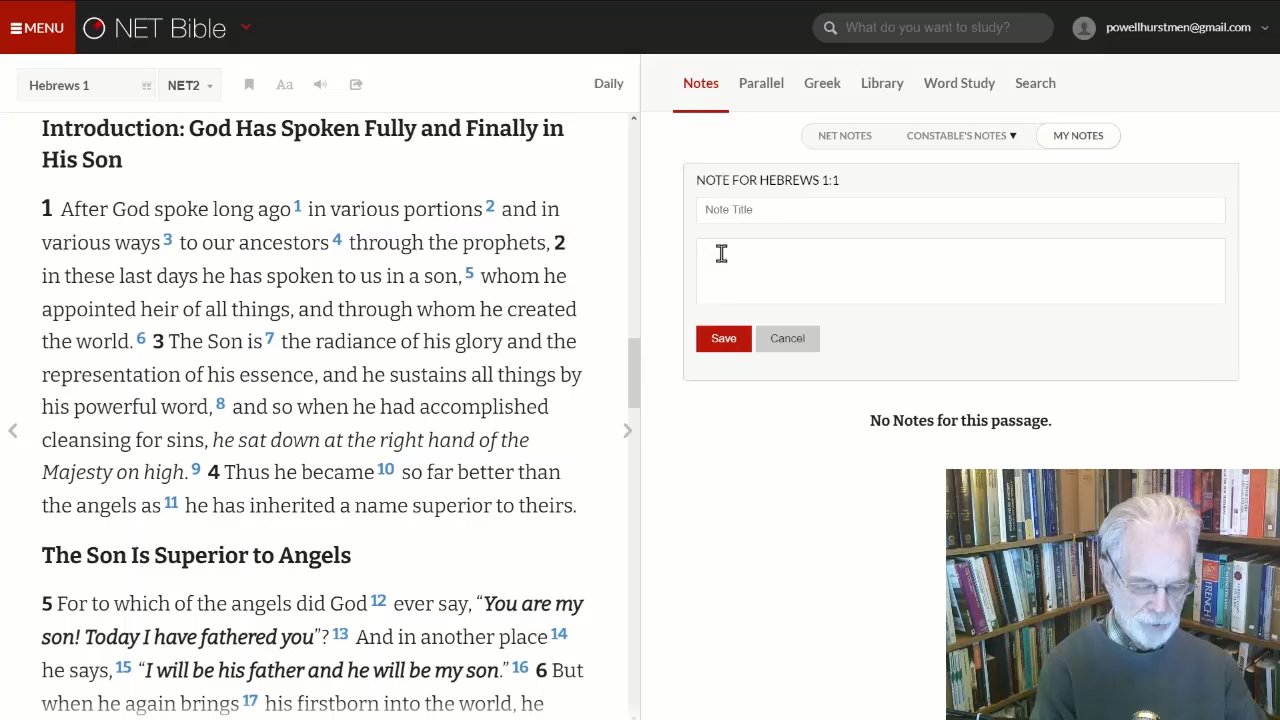 MENU
NET Bible
What do you want to study?
powellhurstmen@gmail.com
Hebrews 1
NET2
Aa
Daily
Notes
Parallel
Greek
Library
Word Study
Search
NET NOTES
CONSTABLE'S NOTES
MY NOTES
Introduction: God Has Spoken Fully and Finally in
His Son
1 After God spoke long ago 1 in various portions 2 and in
various ways 3 to our ancestors 4 through the prophets, 2
in these last days he has spoken to us in a son, 5 whom he
appointed heir of all things, and through whom he created
the world. 6 3 The Son is 7 the radiance of his glory and the
representation of his essence, and he sustains all things by
his powerful word, 8 and so when he had accomplished
cleansing for sins, he sat down at the right hand of the
Majesty on high. 9 4 Thus he became 10 so far better than
the angels as 11 he has inherited a name superior to theirs.
The Son Is Superior to Angels
5 For to which of the angels did God 12 ever say, “You are my
son! Today I have fathered you”? 13 And in another place 14
he says, 15 “I will be his father and he will be my son.” 16 6 But
when he again brings 17 his firstborn into the world, he
NOTE FOR HEBREWS 1:1
Note Title
Save
Cancel
No Notes for this passage.
FRENCH